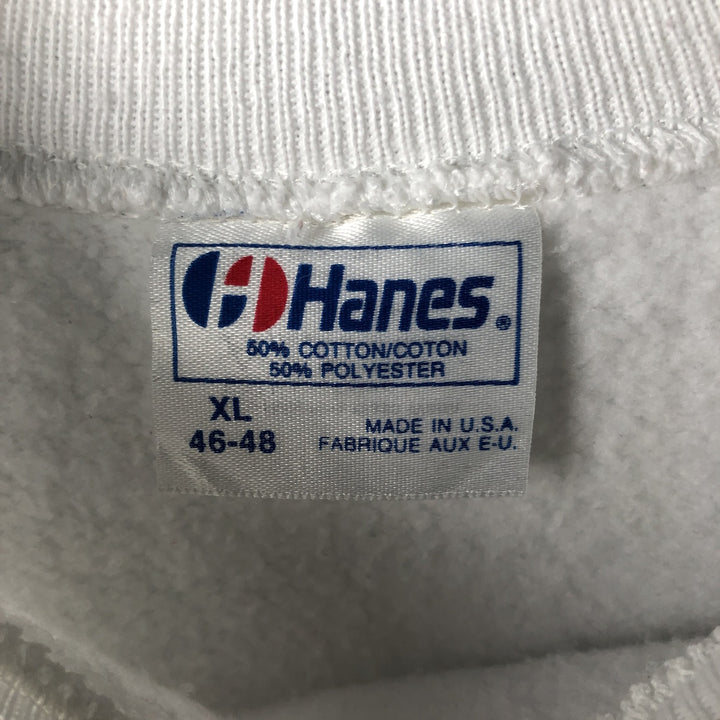 Hanes®
50% COTTON/COTON
50% POLYESTER
XL
46-48
MADE IN U.S.A.
FABRIQUE AUX E-U.